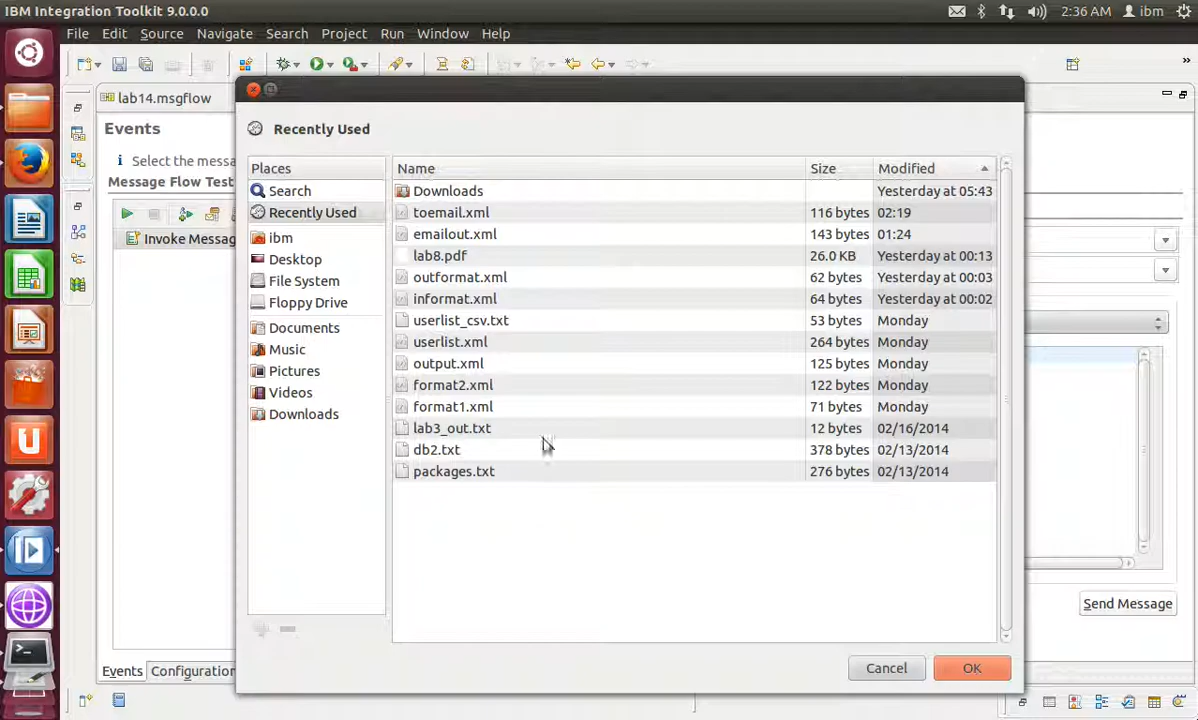 IBM Integration Toolkit 9.0.0.0
2:36 AM ibm
File Edit Source Navigate Search Project Run Window Help
lab14.msgflow
Events
Select the messa
Message Flow Test
Invoke Messag
Recently Used
Places
Search
Recently Used
ibm
Desktop
File System
Floppy Drive
Documents
Music
Pictures
Videos
Downloads
Name Size Modified
Downloads Yesterday at 05:43
toemail.xml 116 bytes 02:19
emailout.xml 143 bytes 01:24
lab8.pdf 26.0 KB Yesterday at 00:13
outformat.xml 62 bytes Yesterday at 00:03
informat.xml 64 bytes Yesterday at 00:02
userlist_csv.txt 53 bytes Monday
userlist.xml 264 bytes Monday
output.xml 125 bytes Monday
format2.xml 122 bytes Monday
format1.xml 71 bytes Monday
lab3_out.txt 12 bytes 02/16/2014
db2.txt 378 bytes 02/13/2014
packages.txt 276 bytes 02/13/2014
Send Message
Cancel OK
Events Configuration